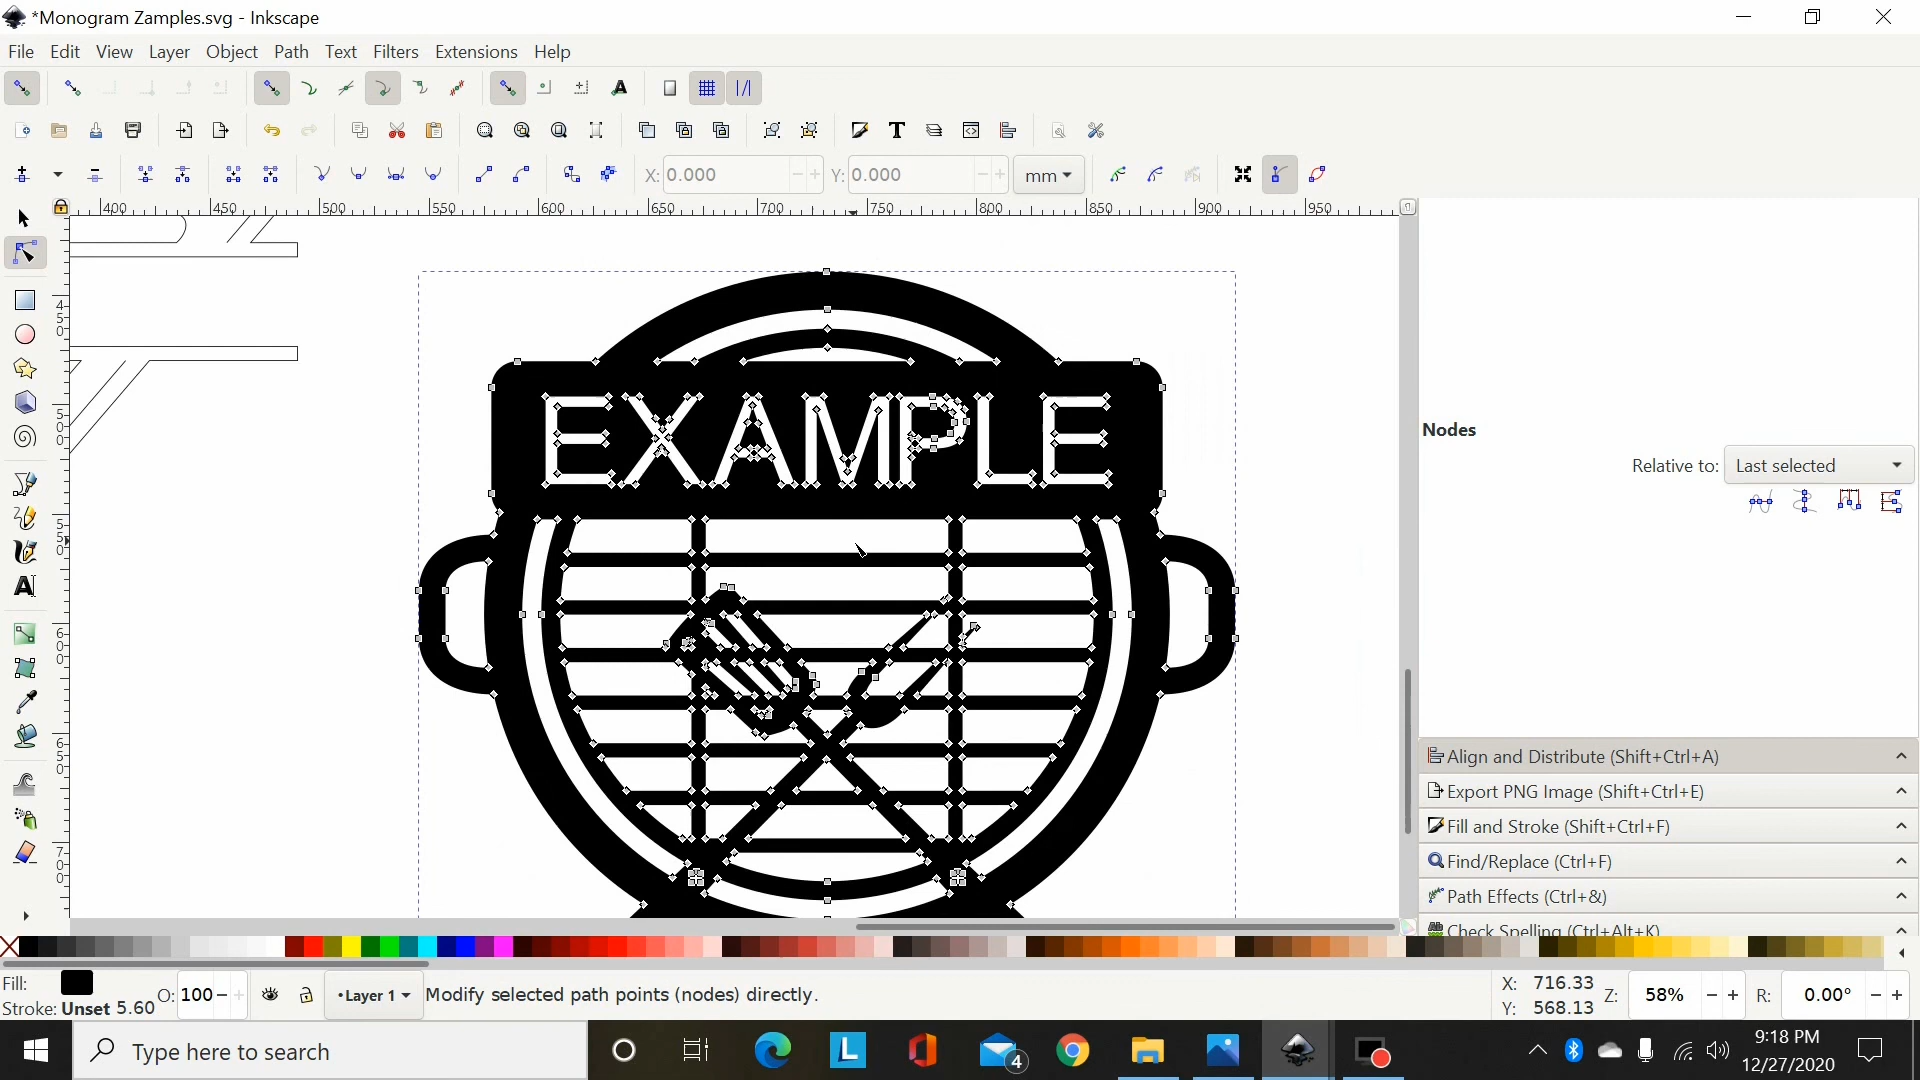 *Monogram Zamples.svg - Inkscape
File Edit View Layer Object Path Text Filters Extensions Help
X: 0.000 Y: 0.000 mm
400 450 500 550 600 650 700 750 800 850 900 950
EXAMPLE
Nodes
Relative to: Last selected
Align and Distribute (Shift+Ctrl+A)
Export PNG Image (Shift+Ctrl+E)
Fill and Stroke (Shift+Ctrl+F)
Find/Replace (Ctrl+F)
Path Effects (Ctrl+&)
Check Spelling (Ctrl+Alt+K)
Fill:
Stroke: Unset 5.60 O: 100
•Layer 1
Modify selected path points (nodes) directly.
X: 716.33
Y: 568.13
Z: 58% R: 0.00°
Type here to search
4
9:18 PM
12/27/2020